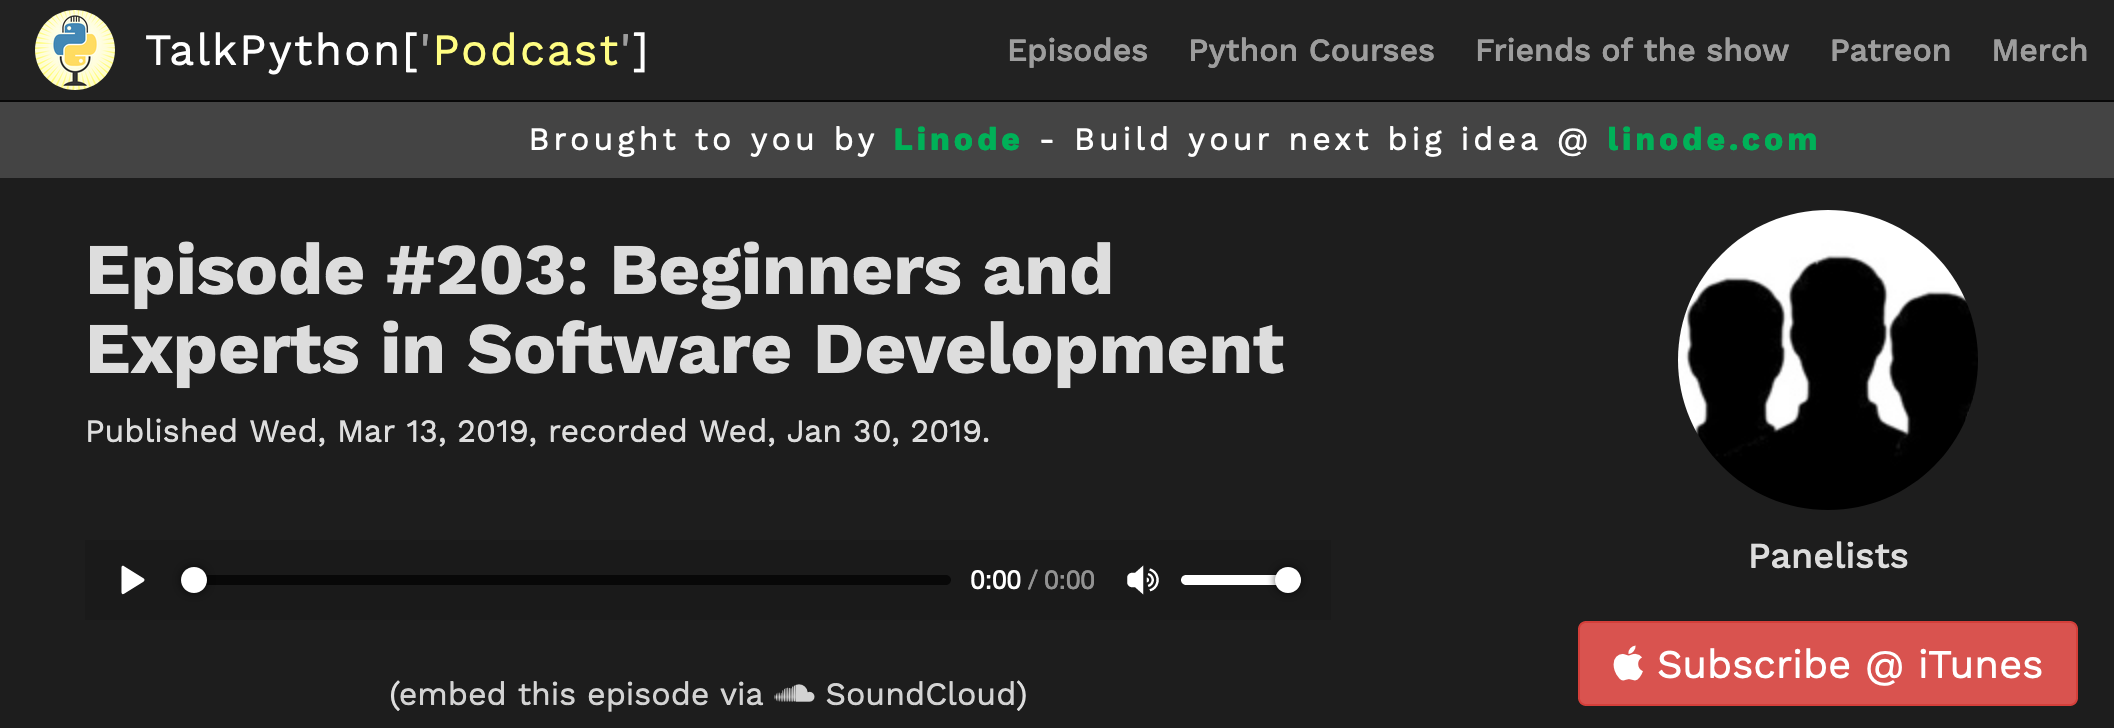 TalkPython['Podcast']
Episodes Python Courses Friends of the show Patreon Merch
Brought to you by Linode - Build your next big idea @ linode.com
Episode #203: Beginners and
Experts in Software Development
Published Wed, Mar 13, 2019, recorded Wed, Jan 30, 2019.
0:00 / 0:00
(embed this episode via SoundCloud)
Panelists
Subscribe @ iTunes